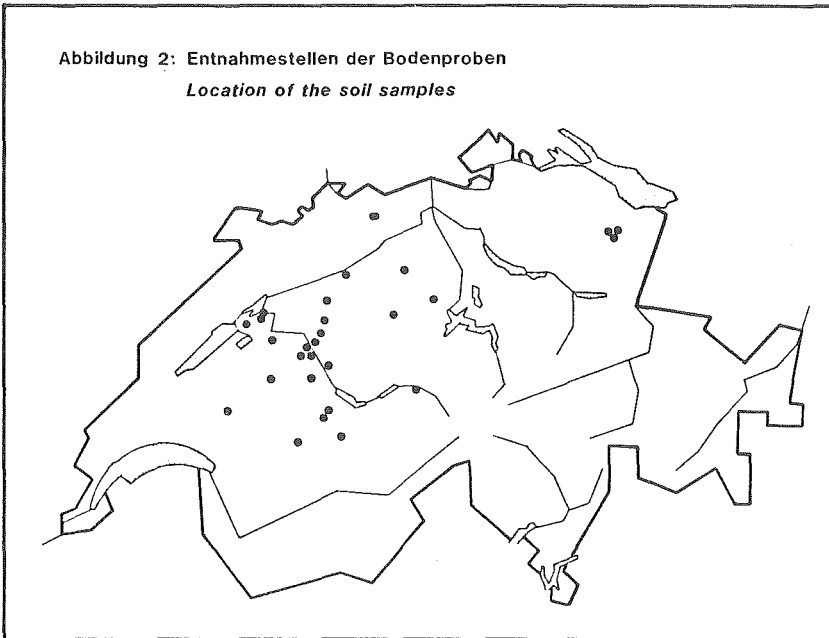 Abbildung 2: Entnahmestellen der Bodenproben
Location of the soil samples